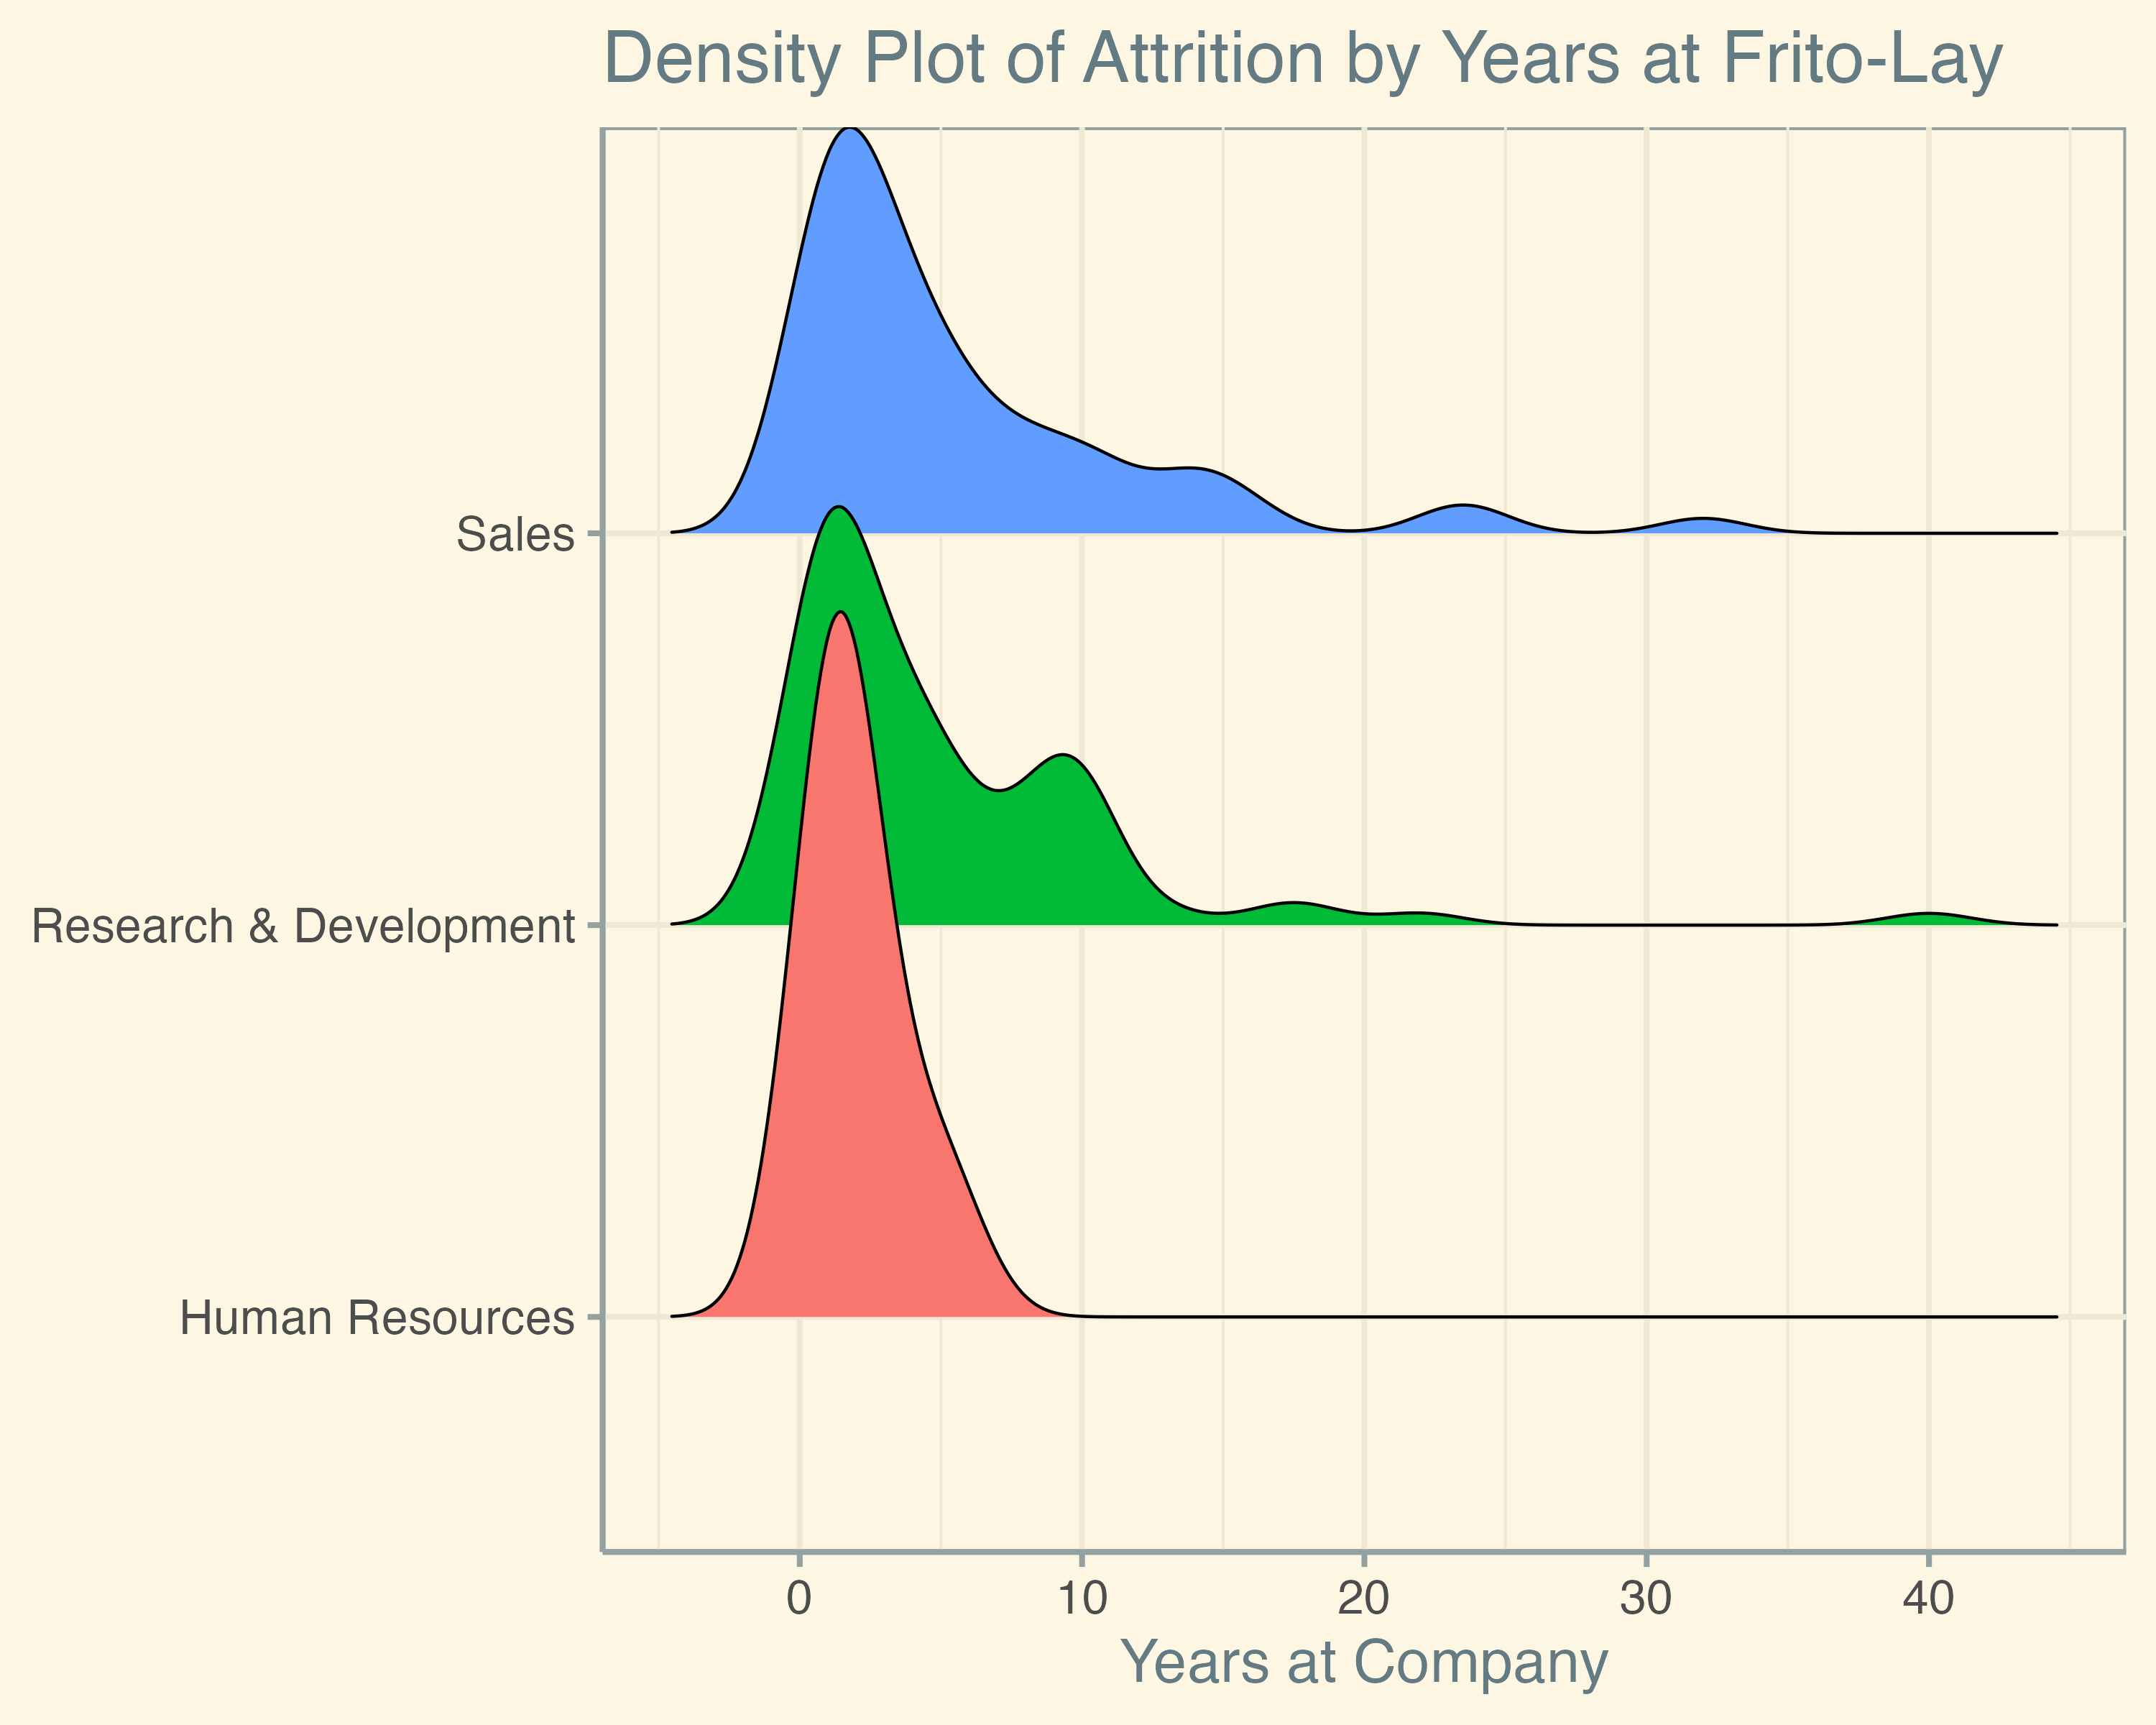 Density Plot of Attrition by Years at Frito-Lay
Sales
Research & Development
Human Resources
0 10 20 30 40
Years at Company